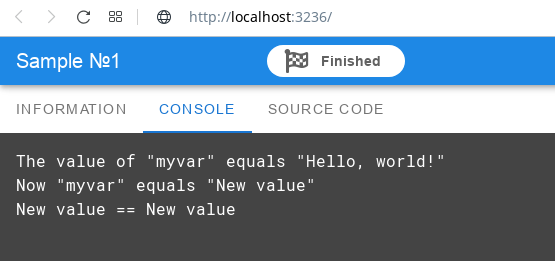 http://localhost:3236/
Sample №1 Finished
INFORMATION CONSOLE SOURCE CODE
The value of "myvar" equals "Hello, world!"
Now "myvar" equals "New value"
New value == New value